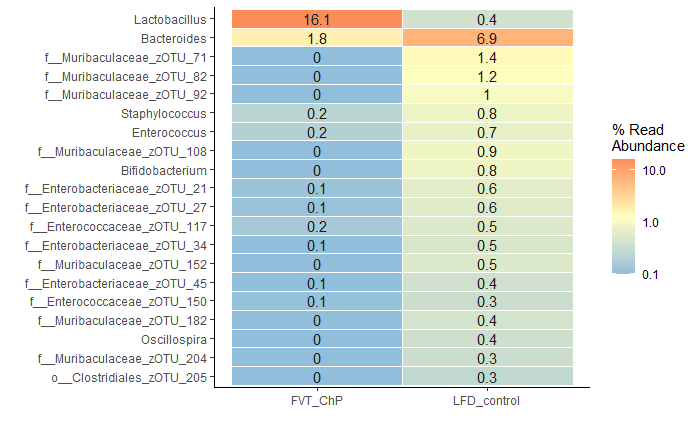 Lactobacillus 16.1 0.4
Bacteroides 1.8 6.9
f__Muribaculaceae_zOTU_71 0 1.4
f__Muribaculaceae_zOTU_82 0 1.2
f__Muribaculaceae_zOTU_92 0 1
Staphylococcus 0.2 0.8
Enterococcus 0.2 0.7
f__Muribaculaceae_zOTU_108 0 0.9
Bifidobacterium 0 0.8
f__Enterobacteriaceae_zOTU_21 0.1 0.6
f__Enterobacteriaceae_zOTU_27 0.1 0.6
f__Enterococcaceae_zOTU_117 0.2 0.5
f__Enterobacteriaceae_zOTU_34 0.1 0.5
f__Muribaculaceae_zOTU_152 0 0.5
f__Enterobacteriaceae_zOTU_45 0.1 0.4
f__Enterococcaceae_zOTU_150 0.1 0.3
f__Muribaculaceae_zOTU_182 0 0.4
Oscillospira 0 0.4
f__Muribaculaceae_zOTU_204 0 0.3
o__Clostridiales_zOTU_205 0 0.3
FVT_ChP LFD_control
% Read
Abundance
10.0
1.0
0.1